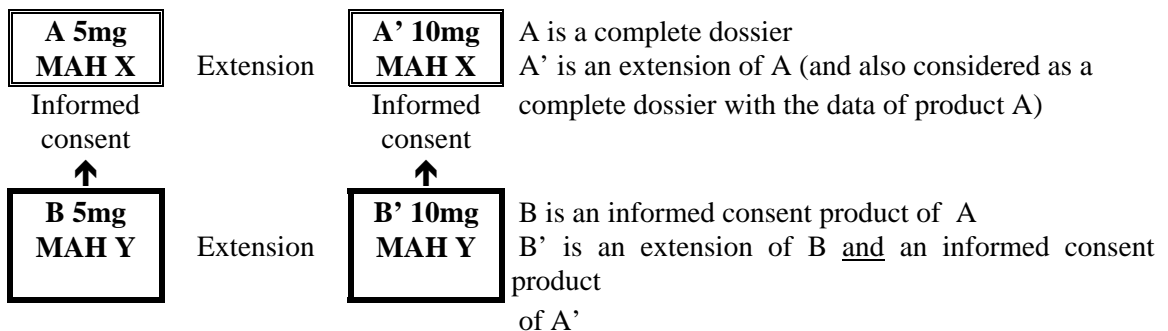 A 5mg A’ 10mg A is a complete dossier
MAH X Extension MAH X A’ is an extension of A (and also considered as a
Informed Informed complete dossier with the data of product A)
consent consent
B 5mg B’ 10mg B is an informed consent product of A
MAH Y Extension MAH Y B’ is an extension of B and an informed consent
product
of A’